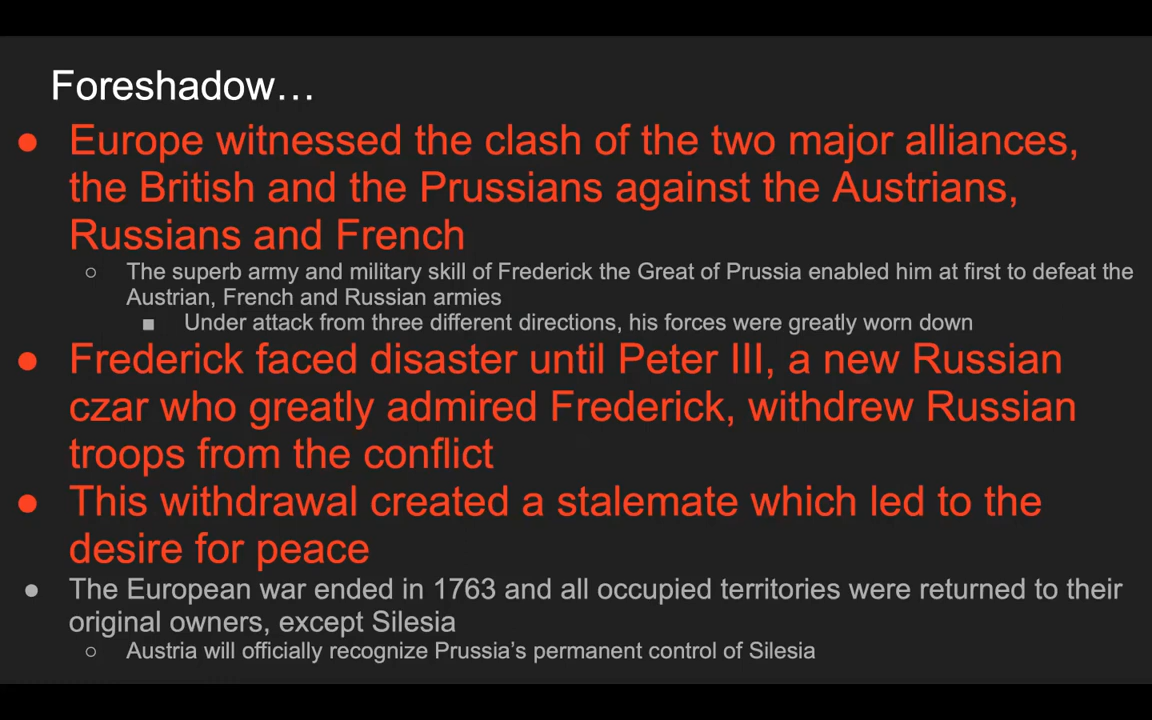 Foreshadow…
● Europe witnessed the clash of the two major alliances,
the British and the Prussians against the Austrians,
Russians and French
○ The superb army and military skill of Frederick the Great of Prussia enabled him at first to defeat the
Austrian, French and Russian armies
■ Under attack from three different directions, his forces were greatly worn down
● Frederick faced disaster until Peter III, a new Russian
czar who greatly admired Frederick, withdrew Russian
troops from the conflict
● This withdrawal created a stalemate which led to the
desire for peace
● The European war ended in 1763 and all occupied territories were returned to their
original owners, except Silesia
○ Austria will officially recognize Prussia’s permanent control of Silesia